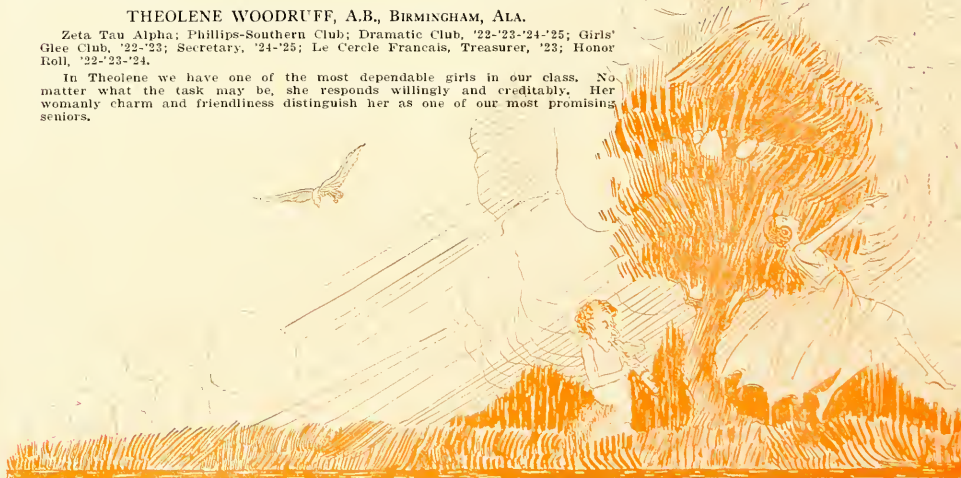 THEOLENE WOODRUFF, A.B., BIRMINGHAM, ALA.
Zeta Tau Alpha; Phillips-Southern Club; Dramatic Club, '22-'23-'24-'25; Girls'
Glee Club, '22-'23; Secretary, '24-'25; Le Cercle Francais, Treasurer, '23; Honor
Roll, '22-'23-'24.
In Theolene we have one of the most dependable girls in our class. No
matter what the task may be, she responds willingly and creditably. Her
womanly charm and friendliness distinguish her as one of our most promising
seniors.